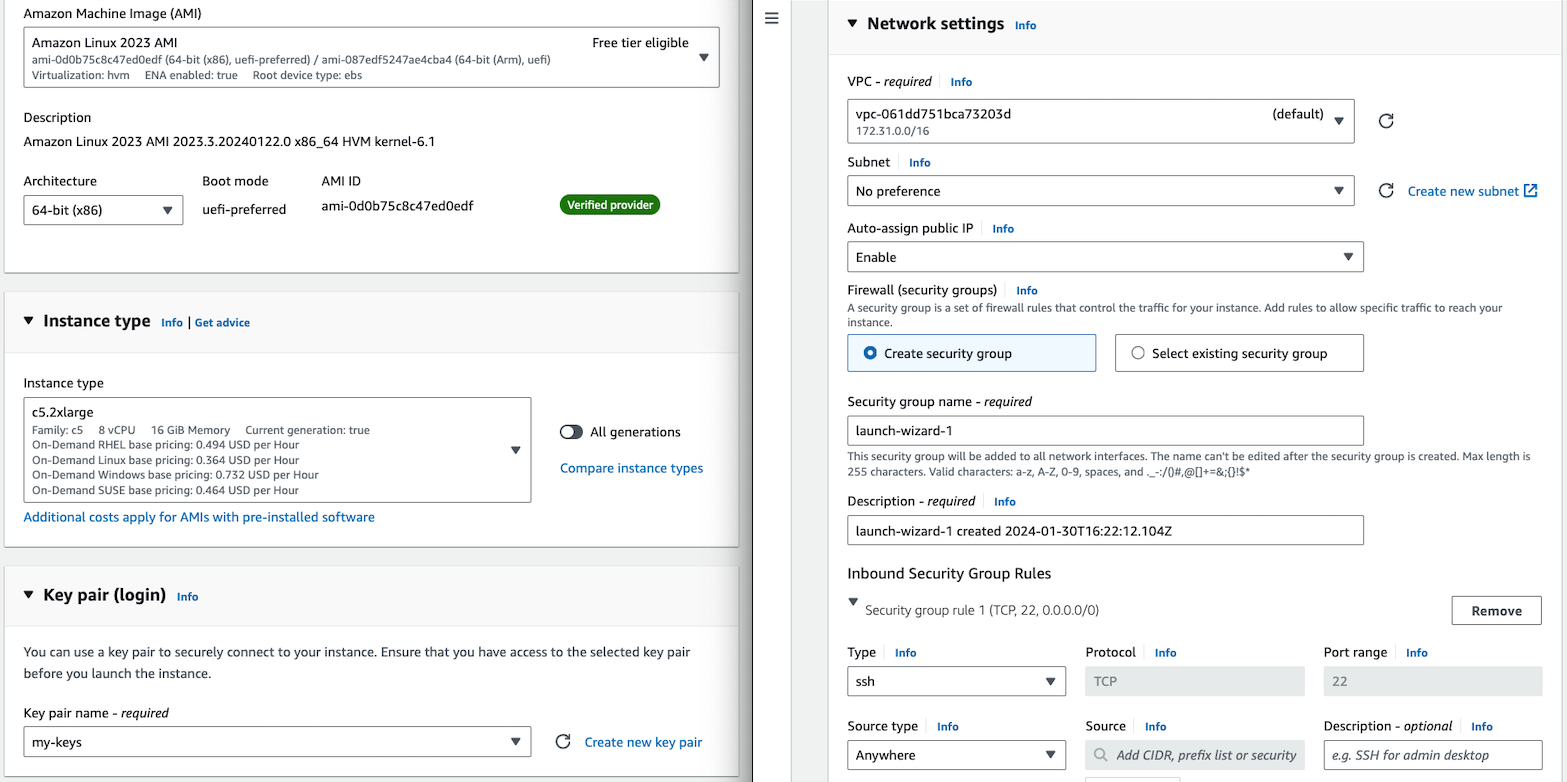 Amazon Machine Image (AMI)
Amazon Linux 2023 AMI
Free tier eligible
ami-0d0b75c8c47ed0edf (64-bit (x86), uefi-preferred) / ami-087edf5247ae4cba4 (64-bit (Arm), uefi)
Virtualization: hvm ENA enabled: true Root device type: ebs
Description
Amazon Linux 2023 AMI 2023.3.20240122.0 x86_64 HVM kernel-6.1
Architecture Boot mode AMI ID
64-bit (x86) uefi-preferred ami-0d0b75c8c47ed0edf Verified provider
Instance type Info | Get advice
Instance type
c5.2xlarge
Family: c5 8 vCPU 16 GiB Memory Current generation: true
On-Demand RHEL base pricing: 0.494 USD per Hour
On-Demand Linux base pricing: 0.364 USD per Hour
On-Demand Windows base pricing: 0.732 USD per Hour
On-Demand SUSE base pricing: 0.464 USD per Hour
All generations
Compare instance types
Additional costs apply for AMIs with pre-installed software
Key pair (login) Info
You can use a key pair to securely connect to your instance. Ensure that you have access to the selected key pair
before you launch the instance.
Key pair name - required
my-keys
Create new key pair
Network settings Info
VPC - required Info
vpc-061dd751bca73203d (default)
172.31.0.0/16
Subnet Info
No preference
Create new subnet
Auto-assign public IP Info
Enable
Firewall (security groups) Info
A security group is a set of firewall rules that control the traffic for your instance. Add rules to allow specific traffic to reach your
instance.
Create security group Select existing security group
Security group name - required
launch-wizard-1
This security group will be added to all network interfaces. The name can't be edited after the security group is created. Max length is
255 characters. Valid characters: a-z, A-Z, 0-9, spaces, and ._-:/()#,@[]+=&;{}!$*
Description - required Info
launch-wizard-1 created 2024-01-30T16:22:12.104Z
Inbound Security Group Rules
Security group rule 1 (TCP, 22, 0.0.0.0/0)
Remove
Type Info Protocol Info Port range Info
ssh TCP 22
Source type Info Source Info Description - optional Info
Anywhere Add CIDR, prefix list or security e.g. SSH for admin desktop